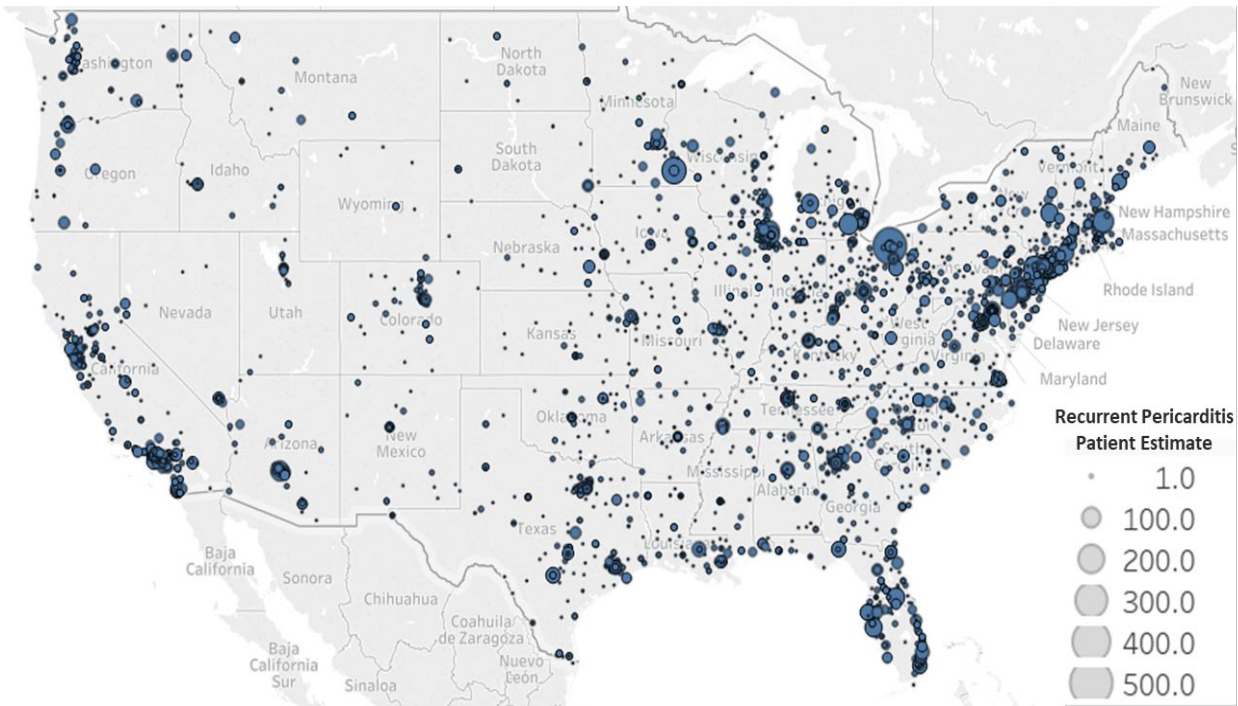 New
Brunswick
North
Dakota
Montana
Minnesota
Maine
South
Dakota
Wisconsin
Vermont
Oregon
Idaho
Wyoming
New Hampshire
Massachusetts
Iowa
Nebraska
Rhode Island
Illinois
Indiana
Nevada
Utah
Colorado
New Jersey
Delaware
West
Virginia
Kansas
Missouri
Kentucky
Virginia
California
Maryland
Tennessee
Oklahoma
Arizona
New
Mexico
Arkansas
South
Carolina
Mississippi
Alabama
Georgia
Texas
Louisiana
Recurrent Pericarditis
Patient Estimate
1.0
100.0
200.0
300.0
400.0
500.0
Baja
California
Sonora
Chihuahua
Coahuila
de Zaragoza
Baja
California
Sur
Nuevo
León
Sinaloa